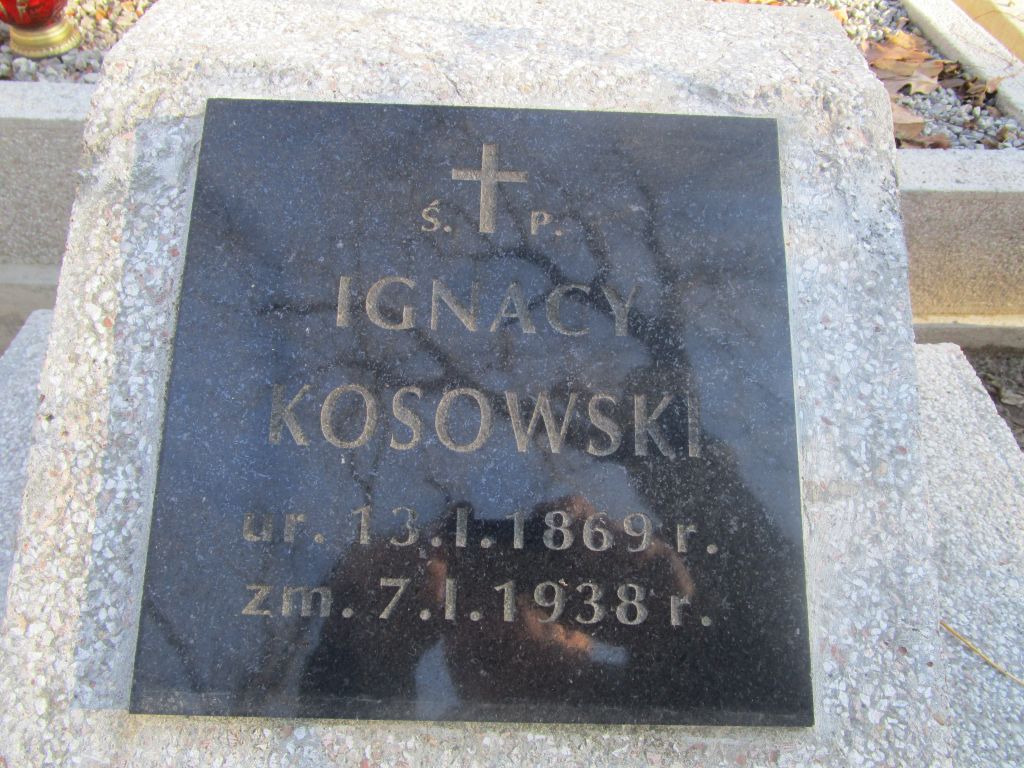 Ś. P.
IGNACY
KOSOWSKI
ur. 13.I.1869 r.
zm. 7.I.1938 r.